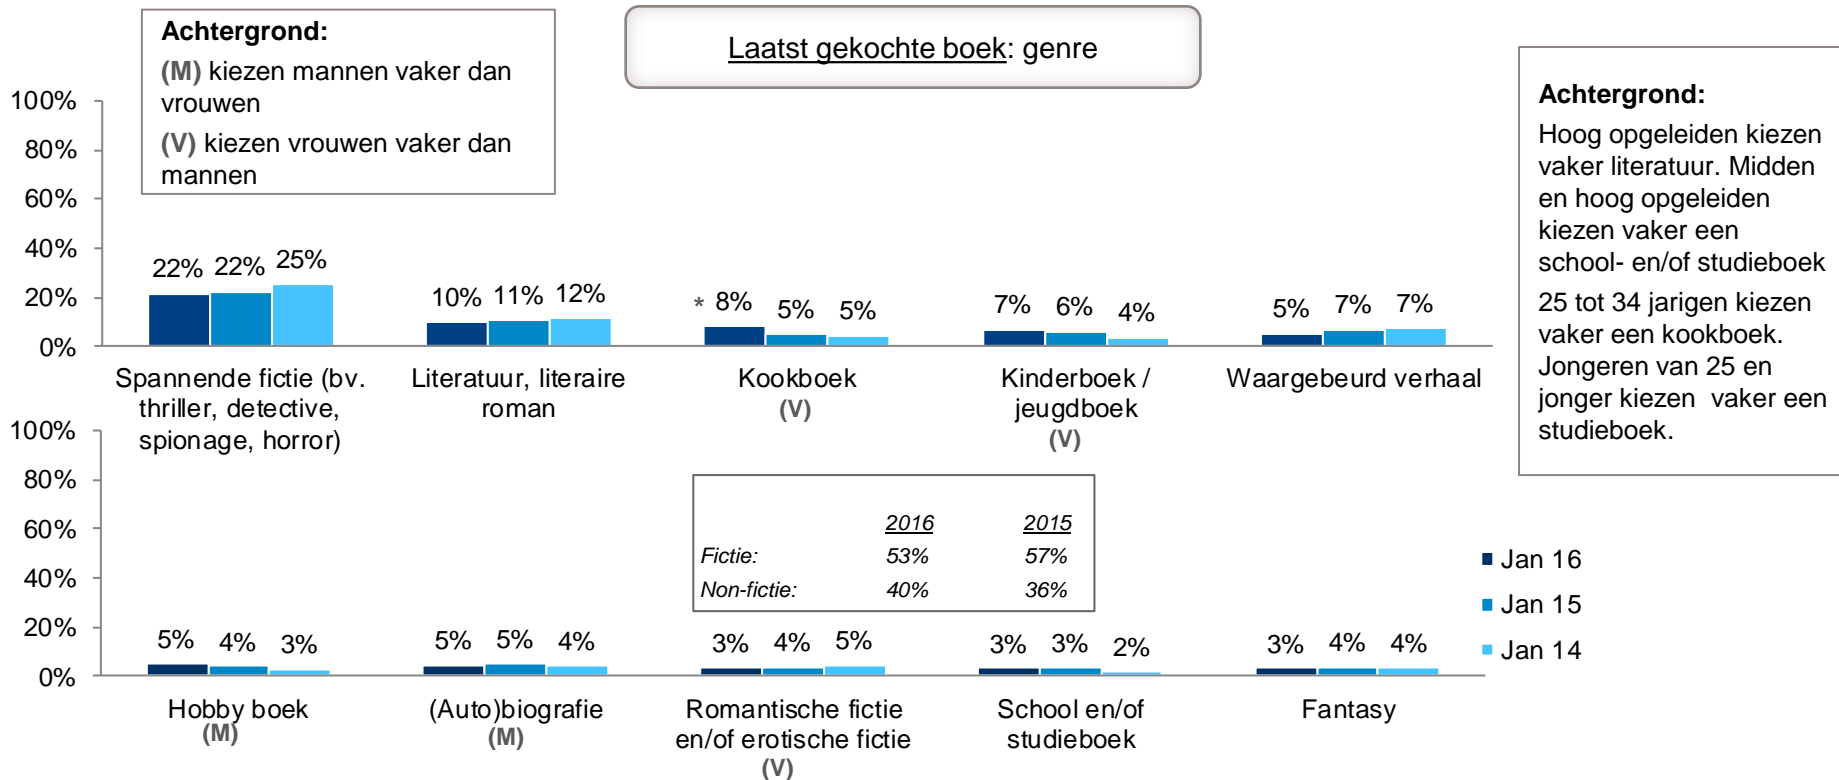 Achtergrond:
(M) kiezen mannen vaker dan
vrouwen
(V) kiezen vrouwen vaker dan
mannen
Laatst gekochte boek: genre
Achtergrond:
Hoog opgeleiden kiezen
vaker literatuur. Midden
en hoog opgeleiden
kiezen vaker een
school- en/of studieboek
25 tot 34 jarigen kiezen
vaker een kookboek.
Jongeren van 25 en
jonger kiezen vaker een
studieboek.
100%
80%
60%
40%
20%
0%
22% 22% 25%
10% 11% 12%
* 8% 5% 5%
7% 6% 4%
5% 7% 7%
Spannende fictie (bv.
thriller, detective,
spionage, horror)
Literatuur, literaire
roman
Kookboek
(V)
Kinderboek /
jeugdboek
(V)
Waargebeurd verhaal
100%
80%
60%
40%
20%
0%
2016 2015
Fictie: 53% 57%
Non-fictie: 40% 36%
5% 4% 3%
5% 5% 4%
3% 4% 5%
3% 3% 2%
3% 4% 4%
Hobby boek
(M)
(Auto)biografie
(M)
Romantische fictie
en/of erotische fictie
(V)
School en/of
studieboek
Fantasy
Jan 16
Jan 15
Jan 14